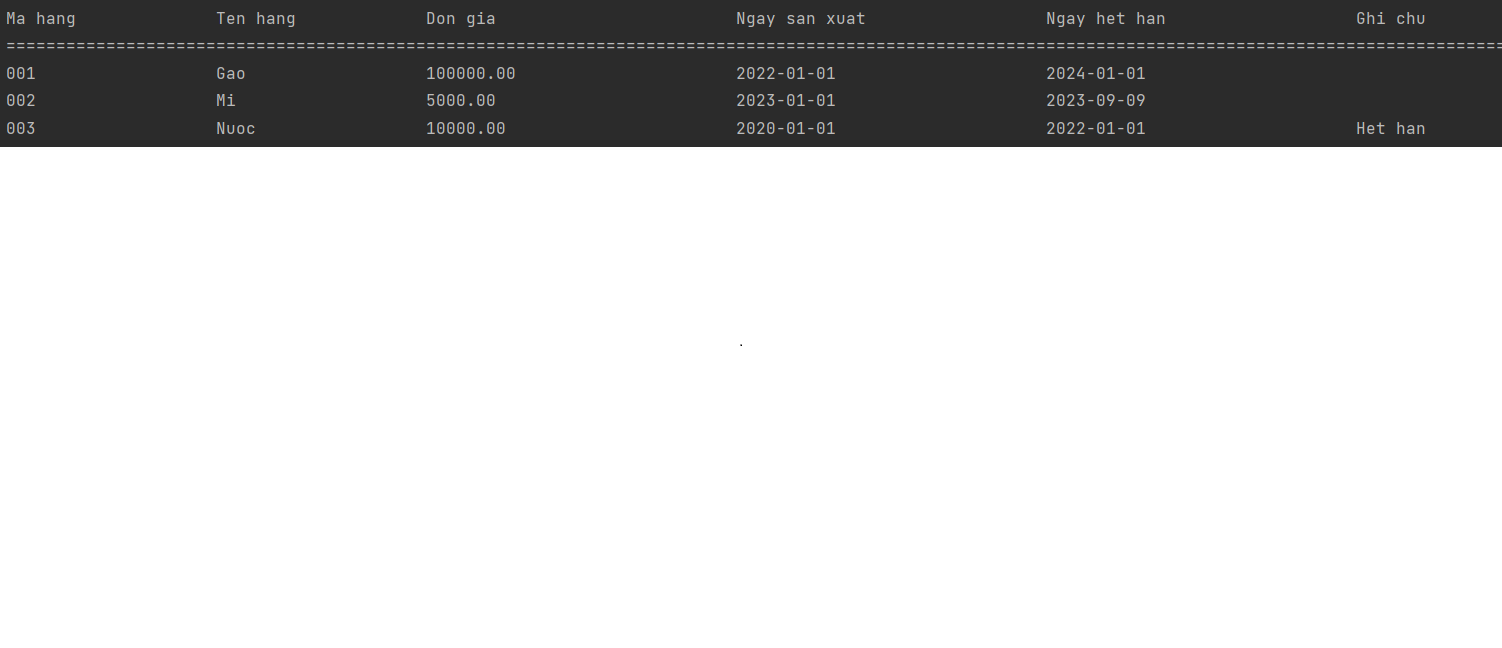 Ma hang Ten hang Don gia Ngay san xuat Ngay het han Ghi chu
======================================================================================================================================================
001 Gao 100000.00 2022-01-01 2024-01-01
002 Mi 5000.00 2023-01-01 2023-09-09
003 Nuoc 10000.00 2020-01-01 2022-01-01 Het han
.